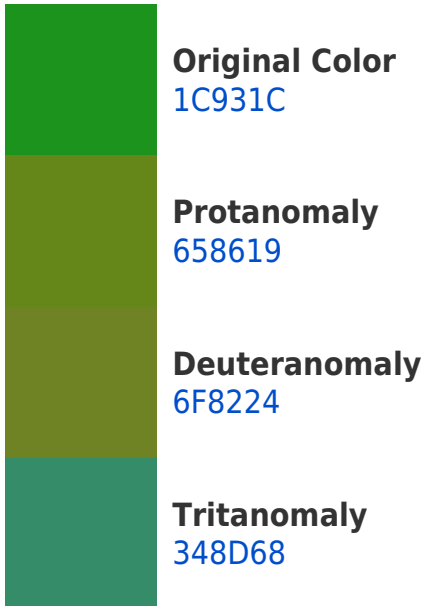 Original Color
1C931C
Protanomaly
658619
Deuteranomaly
6F8224
Tritanomaly
348D68